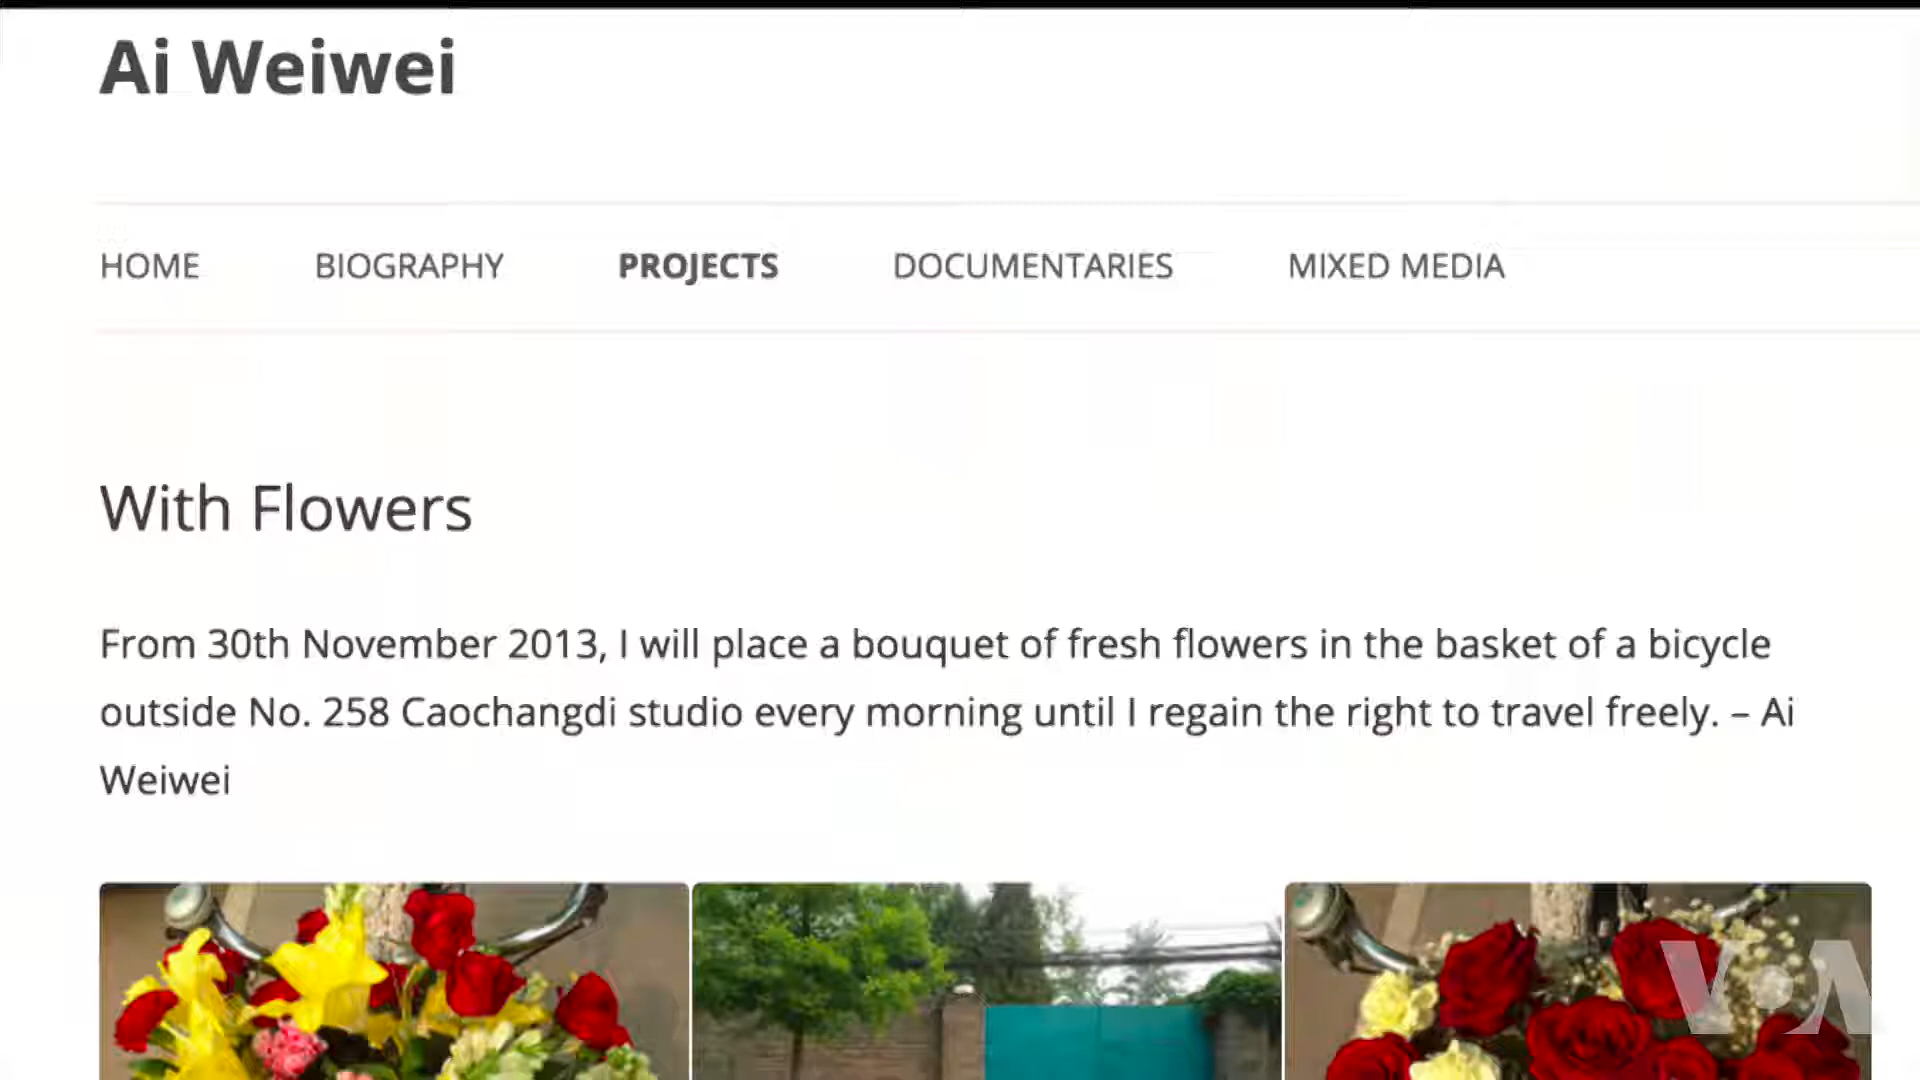 Ai Weiwei
HOME BIOGRAPHY PROJECTS DOCUMENTARIES MIXED MEDIA
With Flowers
From 30th November 2013, I will place a bouquet of fresh flowers in the basket of a bicycle
outside No. 258 Caochangdi studio every morning until I regain the right to travel freely. – Ai
Weiwei
VOA